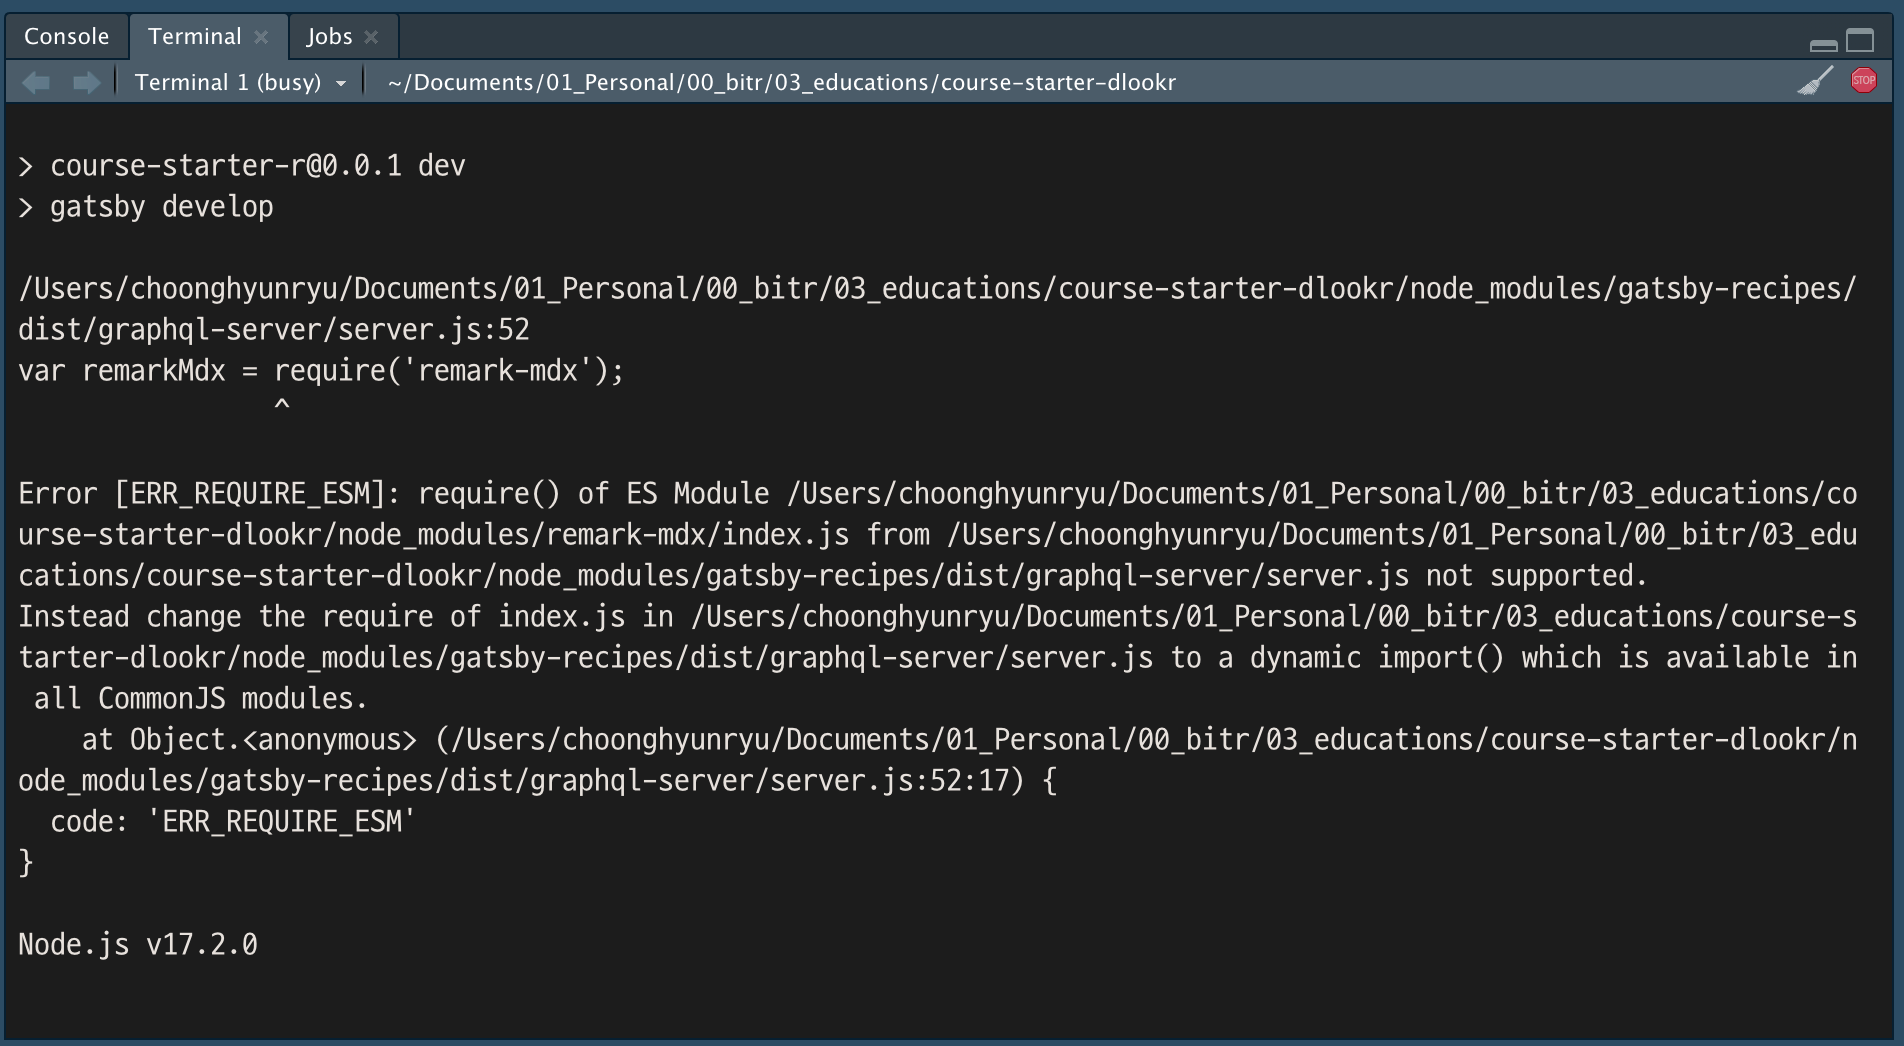 Console Terminal Jobs
Terminal 1 (busy) ~/Documents/01_Personal/00_bitr/03_educations/course-starter-dlookr STOP
> course-starter-r@0.0.1 dev
> gatsby develop
/Users/choonghyunryu/Documents/01_Personal/00_bitr/03_educations/course-starter-dlookr/node_modules/gatsby-recipes/
dist/graphql-server/server.js:52
var remarkMdx = require('remark-mdx');
^
Error [ERR_REQUIRE_ESM]: require() of ES Module /Users/choonghyunryu/Documents/01_Personal/00_bitr/03_educations/co
urse-starter-dlookr/node_modules/remark-mdx/index.js from /Users/choonghyunryu/Documents/01_Personal/00_bitr/03_edu
cations/course-starter-dlookr/node_modules/gatsby-recipes/dist/graphql-server/server.js not supported.
Instead change the require of index.js in /Users/choonghyunryu/Documents/01_Personal/00_bitr/03_educations/course-s
tarter-dlookr/node_modules/gatsby-recipes/dist/graphql-server/server.js to a dynamic import() which is available in
 all CommonJS modules.
    at Object.<anonymous> (/Users/choonghyunryu/Documents/01_Personal/00_bitr/03_educations/course-starter-dlookr/n
ode_modules/gatsby-recipes/dist/graphql-server/server.js:52:17) {
  code: 'ERR_REQUIRE_ESM'
}
Node.js v17.2.0